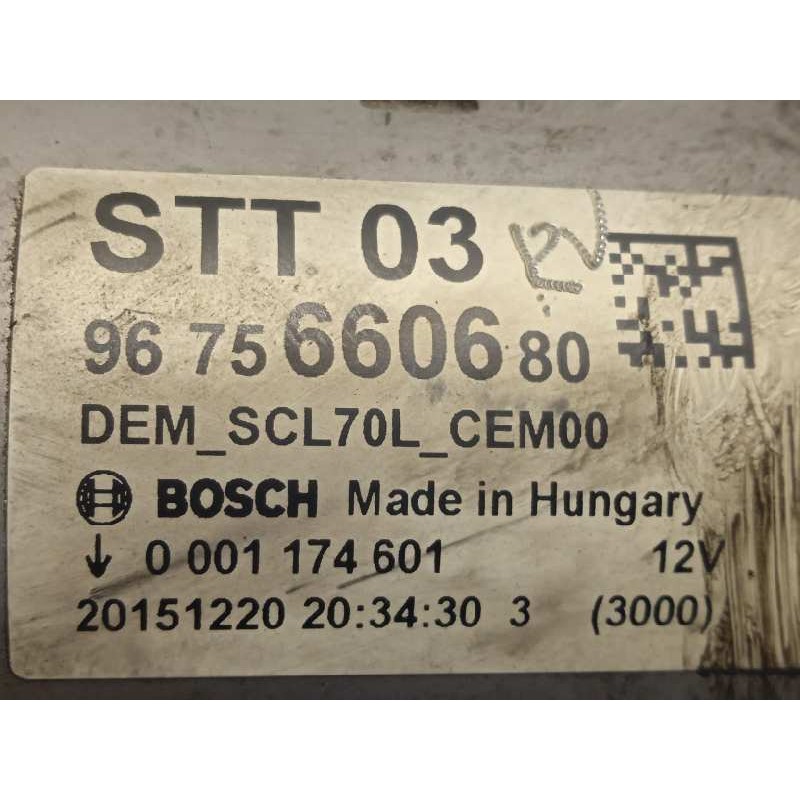 STT 03
96 75 6606 80
DEM_SCL70L_CEM00
BOSCH Made in Hungary
↓ 0 001 174 601 12V
20151220 20:34:30 3 (3000)